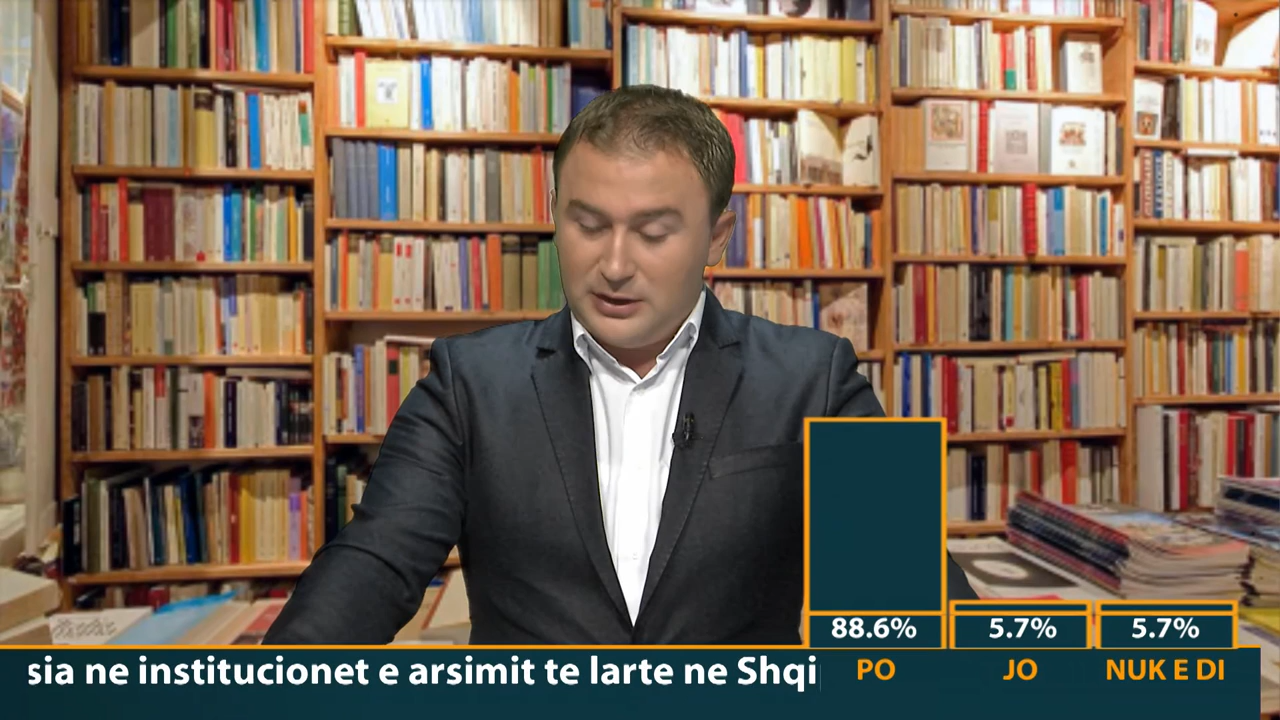 88.6% 5.7% 5.7%
sia ne institucionet e arsimit te larte ne Shqi
PO JO NUK E DI